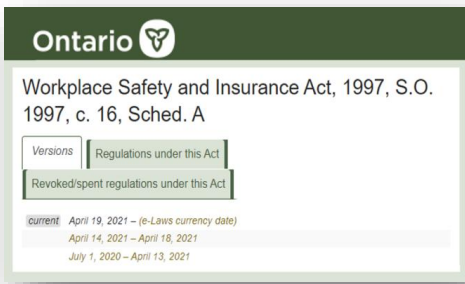 Ontario
Workplace Safety and Insurance Act, 1997, S.O.
1997, c. 16, Sched. A
Versions
Regulations under this Act
Revoked/spent regulations under this Act
current April 19, 2021 – (e-Laws currency date)
April 14, 2021 – April 18, 2021
July 1, 2020 – April 13, 2021